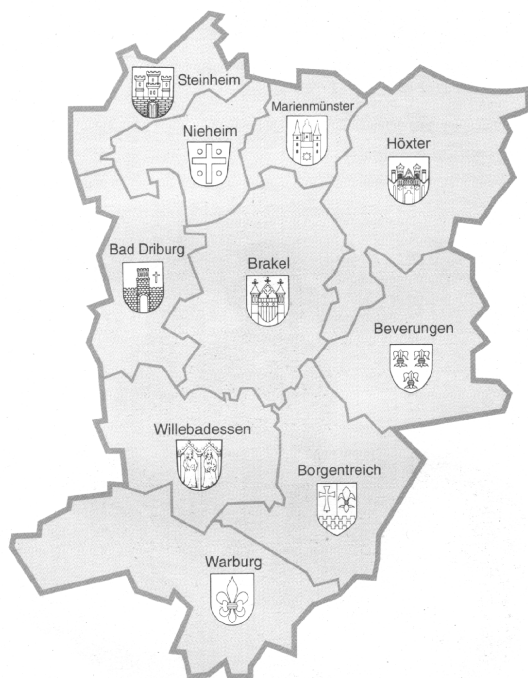 Steinheim
Marienmünster
Nieheim
Höxter
Bad Driburg
Brakel
Beverungen
Willebadessen
Borgentreich
Warburg